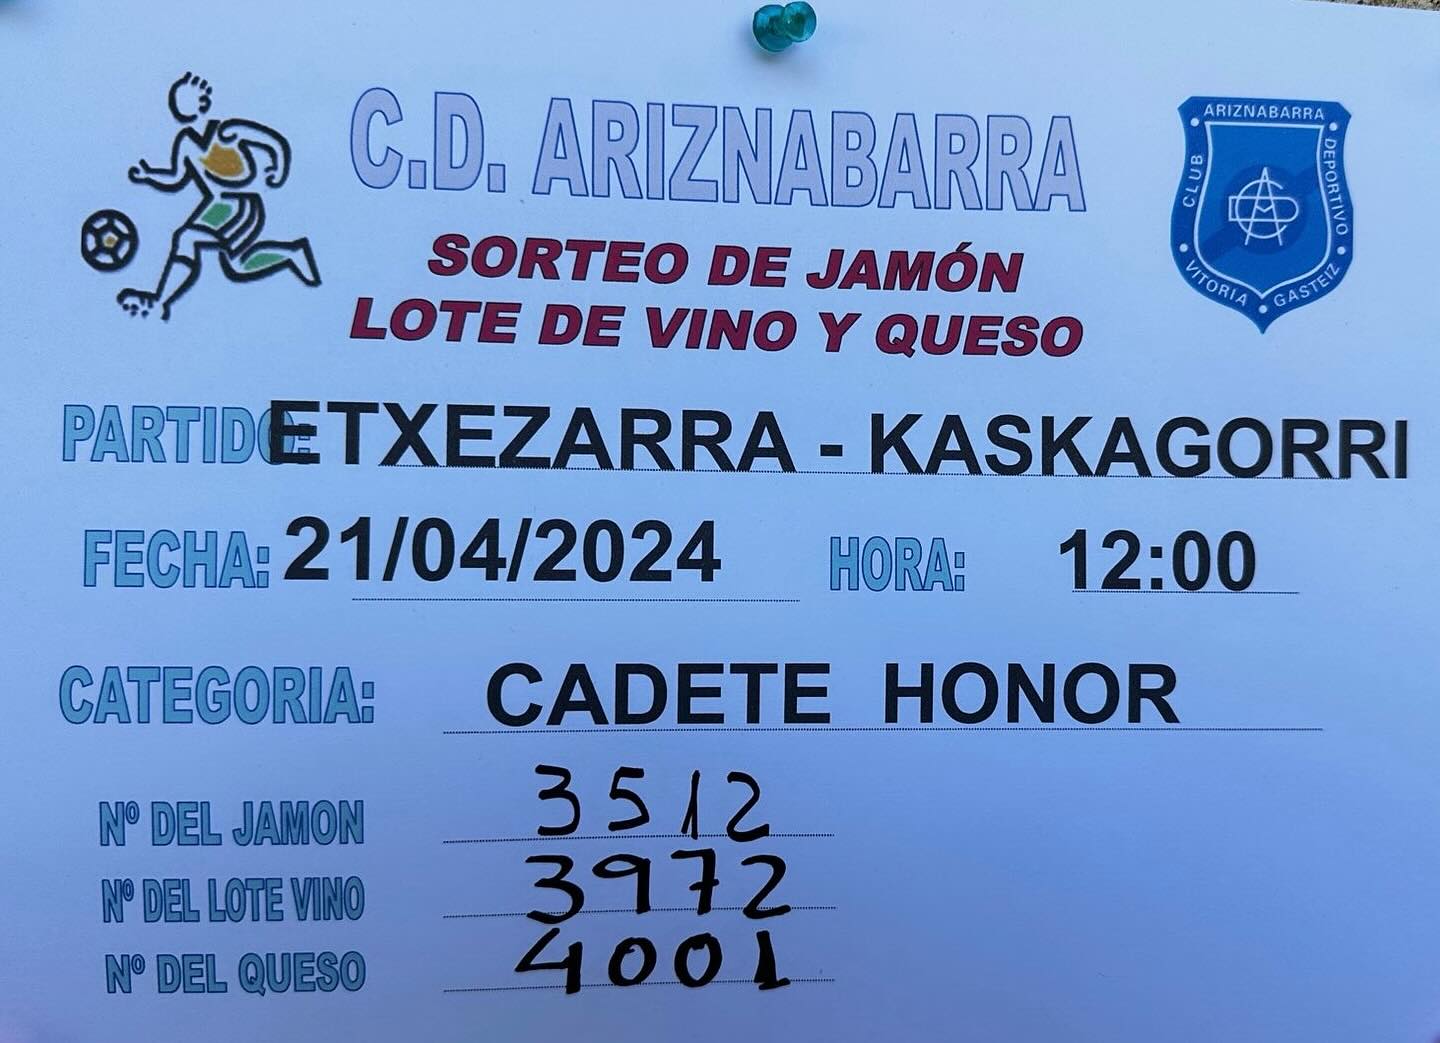 C.D. ARIZNABARRA
SORTEO DE JAMÓN
LOTE DE VINO Y QUESO
ARIZNABARRA
CLUB DEPORTIVO
VITORIA GASTEIZ
PARTIDO: ETXEZARRA - KASKAGORRI
FECHA: 21/04/2024 HORA: 12:00
CATEGORIA: CADETE HONOR
Nº DEL JAMON 3512
Nº DEL LOTE VINO 3972
Nº DEL QUESO 4001